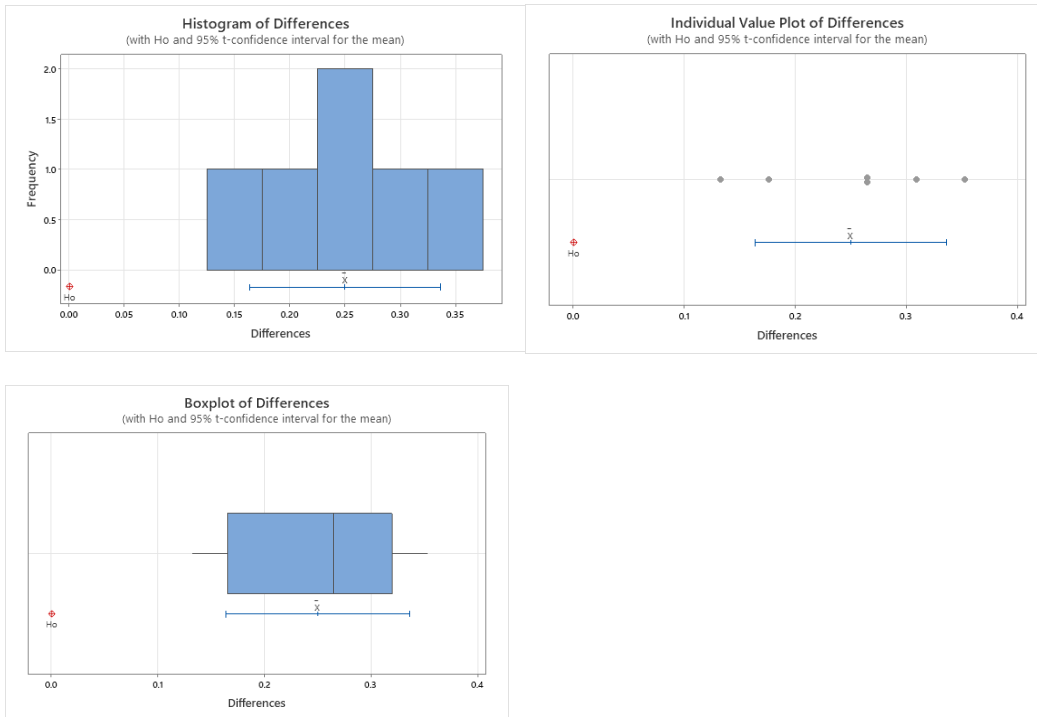 Histogram of Differences
(with Ho and 95% t-confidence interval for the mean)
2.0
1.5
1.0
0.5
0.0
Frequency
x̄
Ho
0.00 0.05 0.10 0.15 0.20 0.25 0.30 0.35
Differences
Individual Value Plot of Differences
(with Ho and 95% t-confidence interval for the mean)
x̄
Ho
0.0 0.1 0.2 0.3 0.4
Differences
Boxplot of Differences
(with Ho and 95% t-confidence interval for the mean)
x̄
Ho
0.0 0.1 0.2 0.3 0.4
Differences